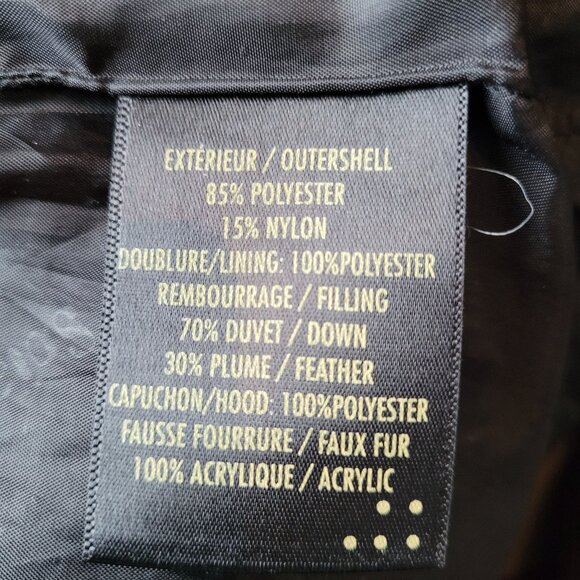 EXTÉRIEUR / OUTERSHELL
85% POLYESTER
15% NYLON
DOUBLURE/LINING: 100%POLYESTER
REMBOURRAGE / FILLING
70% DUVET / DOWN
30% PLUME / FEATHER
CAPUCHON/HOOD: 100%POLYESTER
FAUSSE FOURRURE / FAUX FUR
100% ACRYLIQUE / ACRYLIC